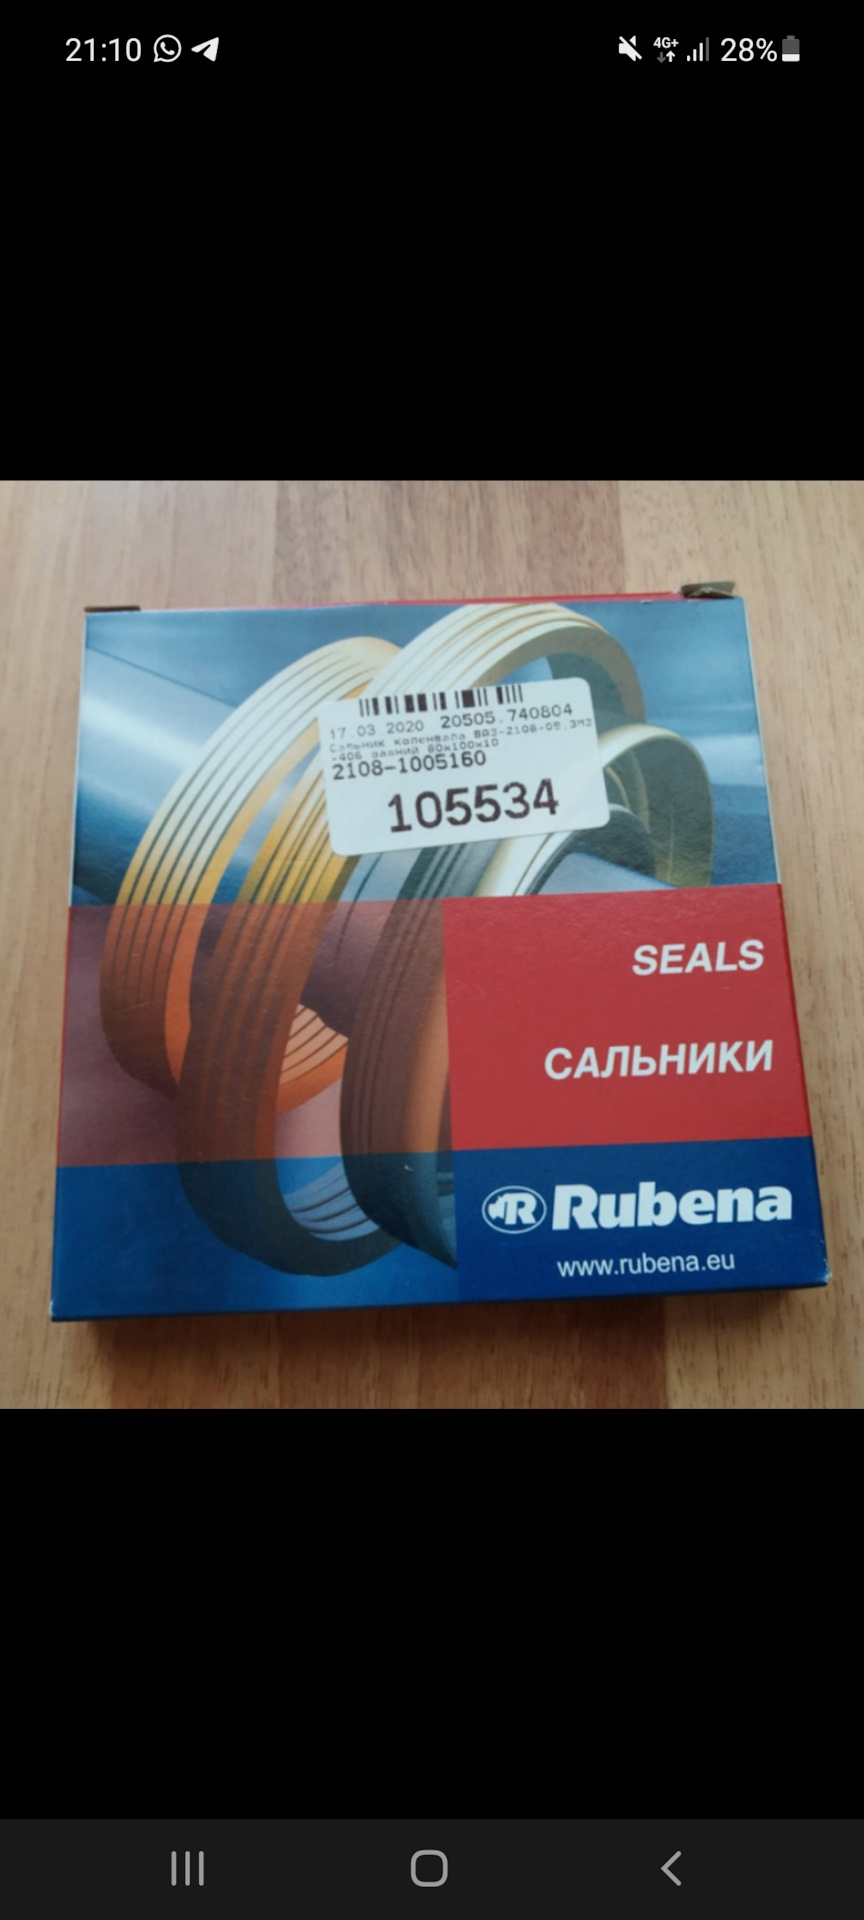 21:10
4G+
28%
17.03.2020 20505.740804
Сальник коленвала ВАЗ-2108-09.ЗМЗ
-406 задний 80x100x10
2108-1005160
105534
SEALS
САЛЬНИКИ
R Rubena
www.rubena.eu